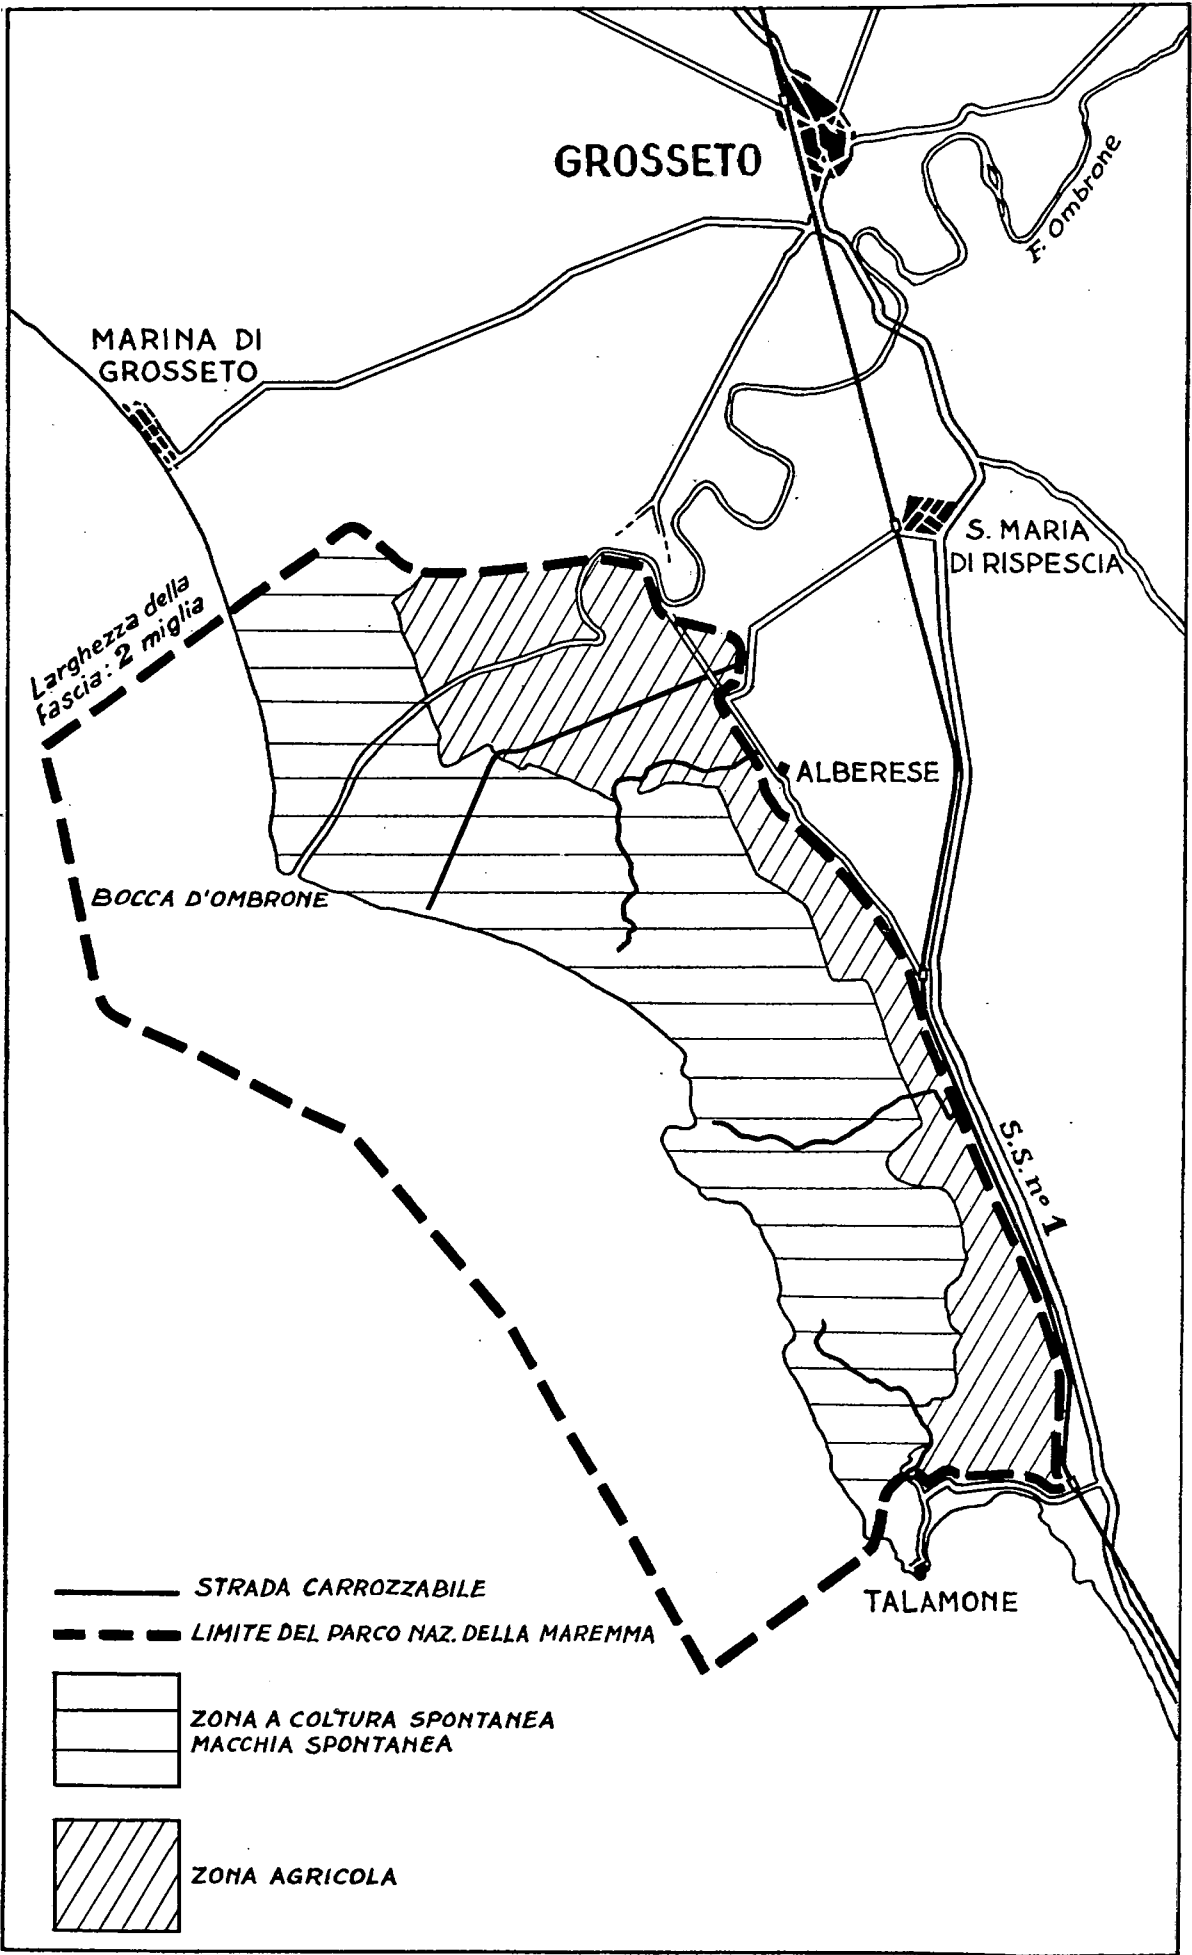 GROSSETO
F. Ombrone
MARINA DI
GROSSETO
S. MARIA
DI RISPESCIA
Larghezza della
fascia: 2 miglia
ALBERESE
BOCCA D'OMBRONE
S.S. nº 1
TALAMONE
STRADA CARROZZABILE
LIMITE DEL PARCO NAZ. DELLA MAREMMA
ZONA A COLTURA SPONTANEA
MACCHIA SPONTANEA
ZONA AGRICOLA